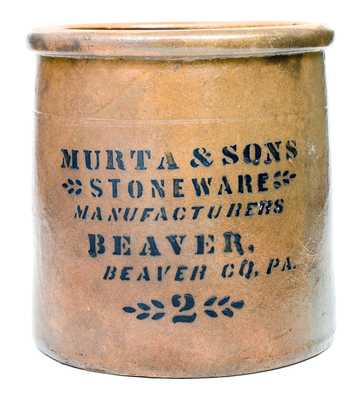 MURTA & SONS
STONEWARE
MANUFACTURERS
BEAVER,
BEAVER CO, PA.
2